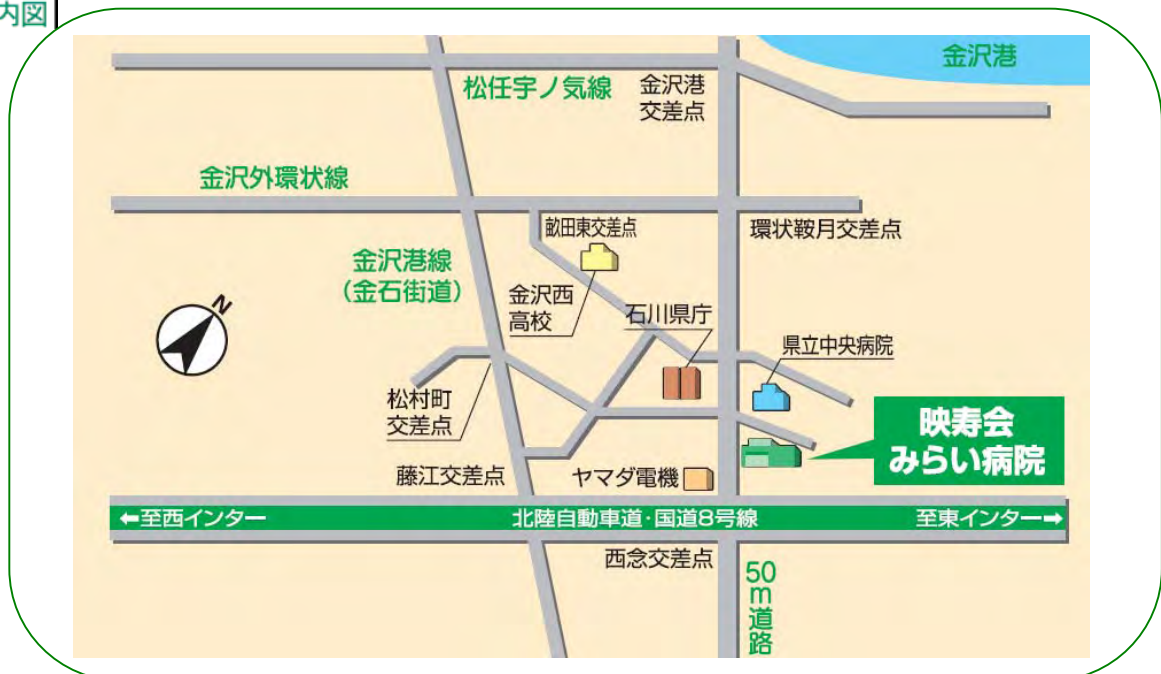 内図
金沢港
松任宇ノ気線
金沢港
交差点
金沢外環状線
畝田東交差点
環状鞍月交差点
金沢港線
（金石街道）
N
金沢西
高校
石川県庁
県立中央病院
松村町
交差点
映寿会
みらい病院
藤江交差点
ヤマダ電機
←至西インター
北陸自動車道・国道8号線
至東インター→
西念交差点
50m道路